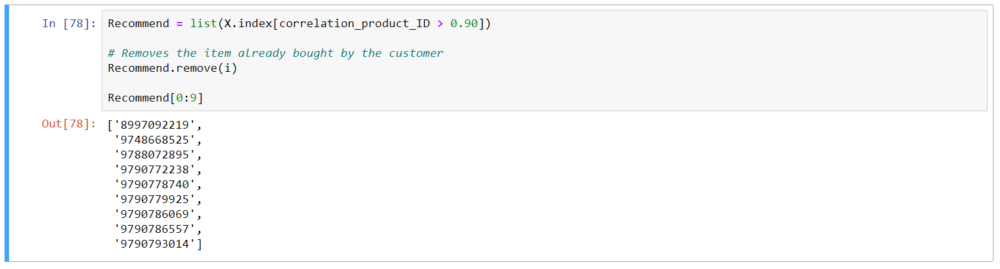 In [78]: Recommend = list(X.index[correlation_product_ID > 0.90])
# Removes the item already bought by the customer
Recommend.remove(i)
Recommend[0:9]
Out[78]: ['8997092219',
'9748668525',
'9788072895',
'9790772238',
'9790778740',
'9790779925',
'9790786069',
'9790786557',
'9790793014']